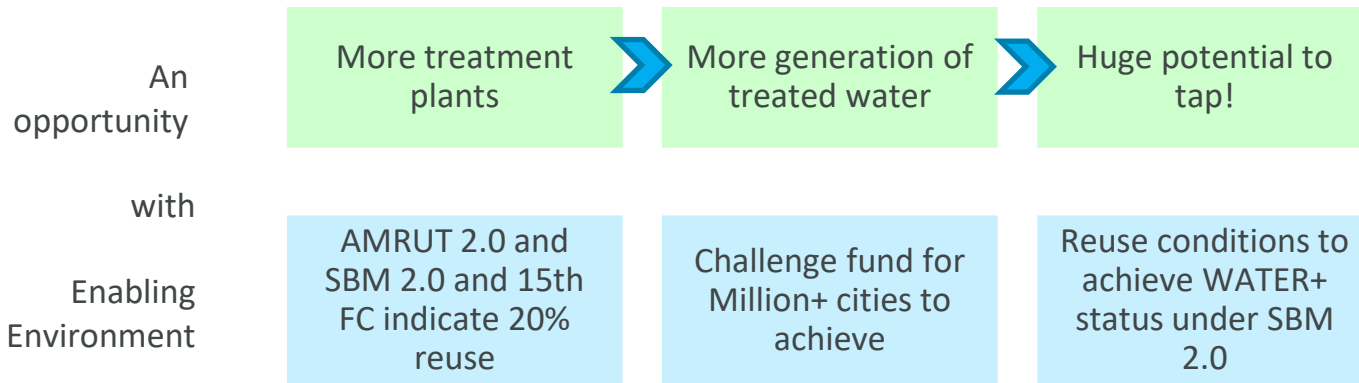 An
opportunity
More treatment
plants
More generation of
treated water
Huge potential to
tap!
with
Enabling
Environment
AMRUT 2.0 and
SBM 2.0 and 15th
FC indicate 20%
reuse
Challenge fund for
Million+ cities to
achieve
Reuse conditions to
achieve WATER+
status under SBM
2.0